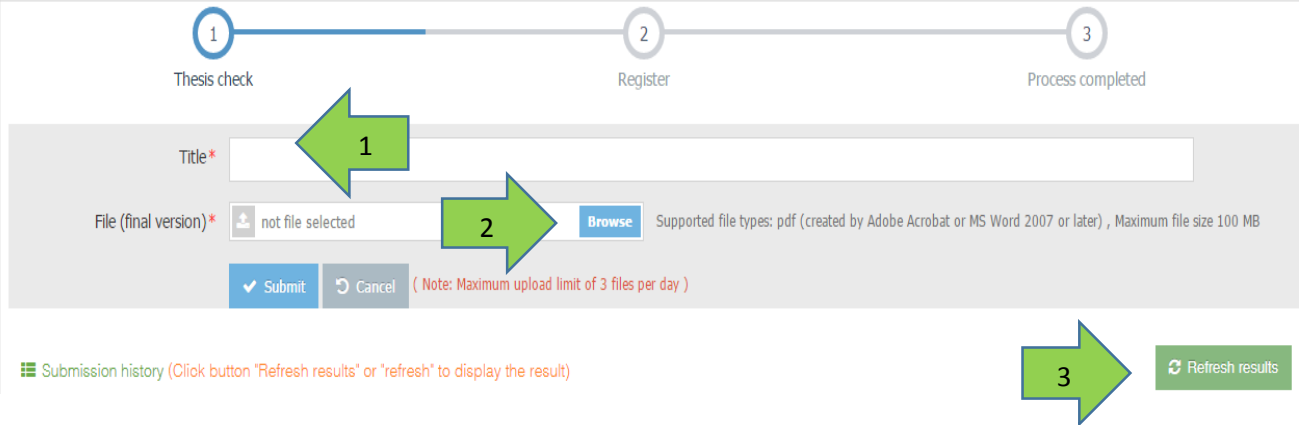 1 2 3
Thesis check Register Process completed
1
Title*
2
File (final version)* not file selected Browse Supported file types: pdf (created by Adobe Acrobat or MS Word 2007 or later) , Maximum file size 100 MB
Submit Cancel ( Note: Maximum upload limit of 3 files per day )
Submission history (Click button "Refresh results" or "refresh" to display the result) 3 Refresh results